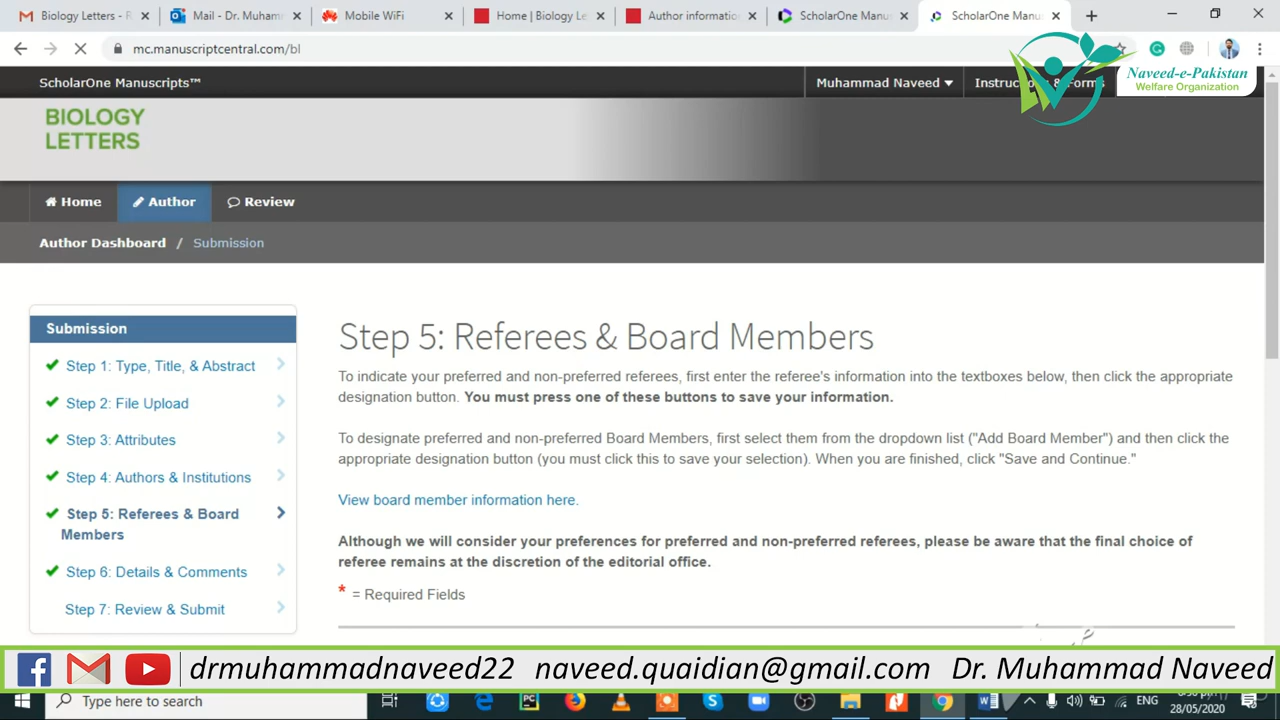 Biology Letters - R
Mail - Dr. Muhamm
Mobile WiFi
Home | Biology Le
Author informatio
ScholarOne Manu
ScholarOne Manu
mc.manuscriptcentral.com/bl
ScholarOne Manuscripts™
Muhammad Naveed
Instructions & Forms
Naveed-e-Pakistan
Welfare Organization
BIOLOGY
LETTERS
Home
Author
Review
Author Dashboard / Submission
Submission
Step 1: Type, Title, & Abstract
Step 2: File Upload
Step 3: Attributes
Step 4: Authors & Institutions
Step 5: Referees & Board
Members
Step 6: Details & Comments
Step 7: Review & Submit
Step 5: Referees & Board Members
To indicate your preferred and non-preferred referees, first enter the referee's information into the textboxes below, then click the appropriate
designation button. You must press one of these buttons to save your information.
To designate preferred and non-preferred Board Members, first select them from the dropdown list ("Add Board Member") and then click the
appropriate designation button (you must click this to save your selection). When you are finished, click "Save and Continue."
View board member information here.
Although we will consider your preferences for preferred and non-preferred referees, please be aware that the final choice of
referee remains at the discretion of the editorial office.
* = Required Fields
drmuhammadnaveed22 naveed.quaidian@gmail.com Dr. Muhammad Naveed
Type here to search
ENG
28/05/2020